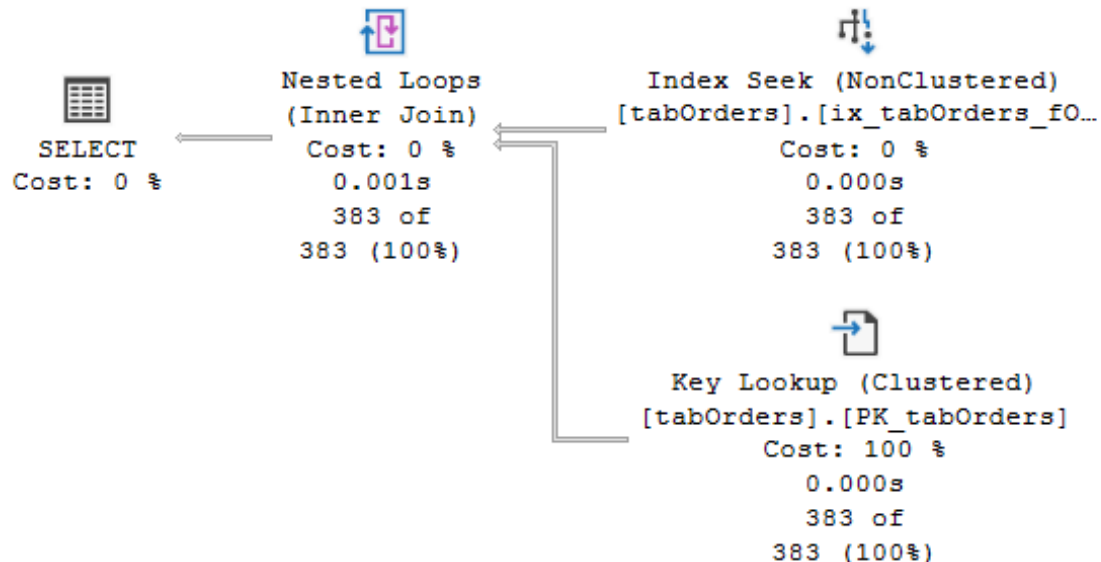 SELECT
Cost: 0 %
Nested Loops
(Inner Join)
Cost: 0 %
0.001s
383 of
383 (100%)
Index Seek (NonClustered)
[tabOrders].[ix_tabOrders_fO…
Cost: 0 %
0.000s
383 of
383 (100%)
Key Lookup (Clustered)
[tabOrders].[PK_tabOrders]
Cost: 100 %
0.000s
383 of
383 (100%)